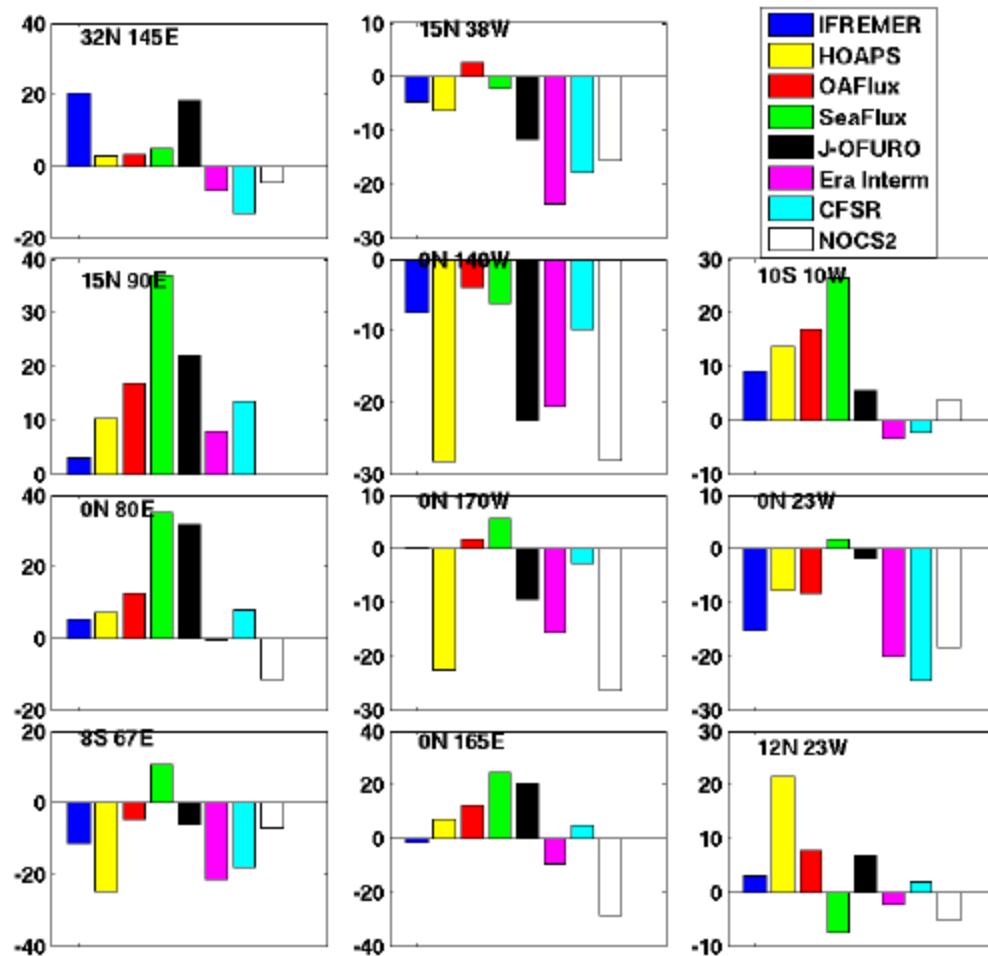 32N 145E
40
20
0
-20
15N 38W
10
0
-10
-20
-30
IFREMER
HOAPS
OAFlux
SeaFlux
J-OFURO
Era Interm
CFSR
NOCS2
15N 90E
40
30
20
10
0
0N 140W
0
-10
-20
-30
10S 10W
30
20
10
0
-10
0N 80E
40
20
0
-20
0N 170W
10
0
-10
-20
-30
0N 23W
10
0
-10
-20
-30
8S 67E
20
0
-20
-40
0N 165E
40
20
0
-20
-40
12N 23W
30
20
10
0
-10